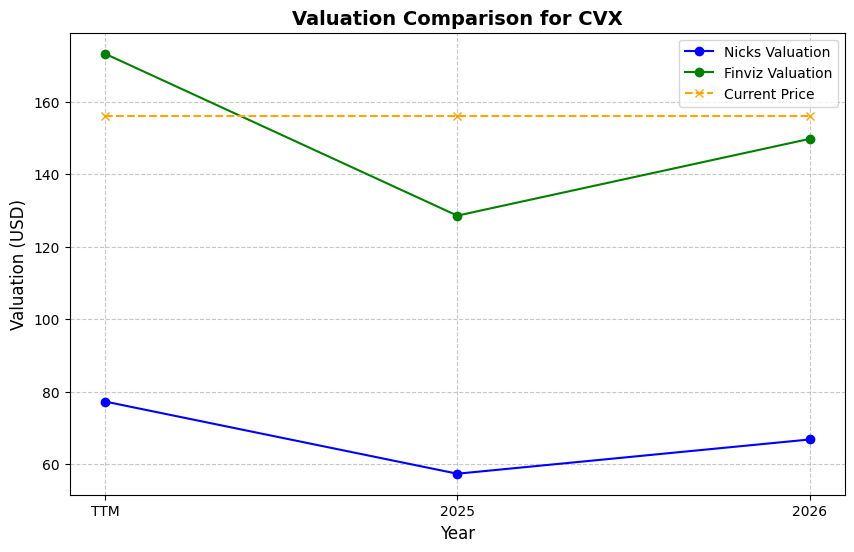 Valuation Comparison for CVX
Nicks Valuation
Finviz Valuation
Current Price
Valuation (USD)
160
140
120
100
80
60
TTM
2025
2026
Year